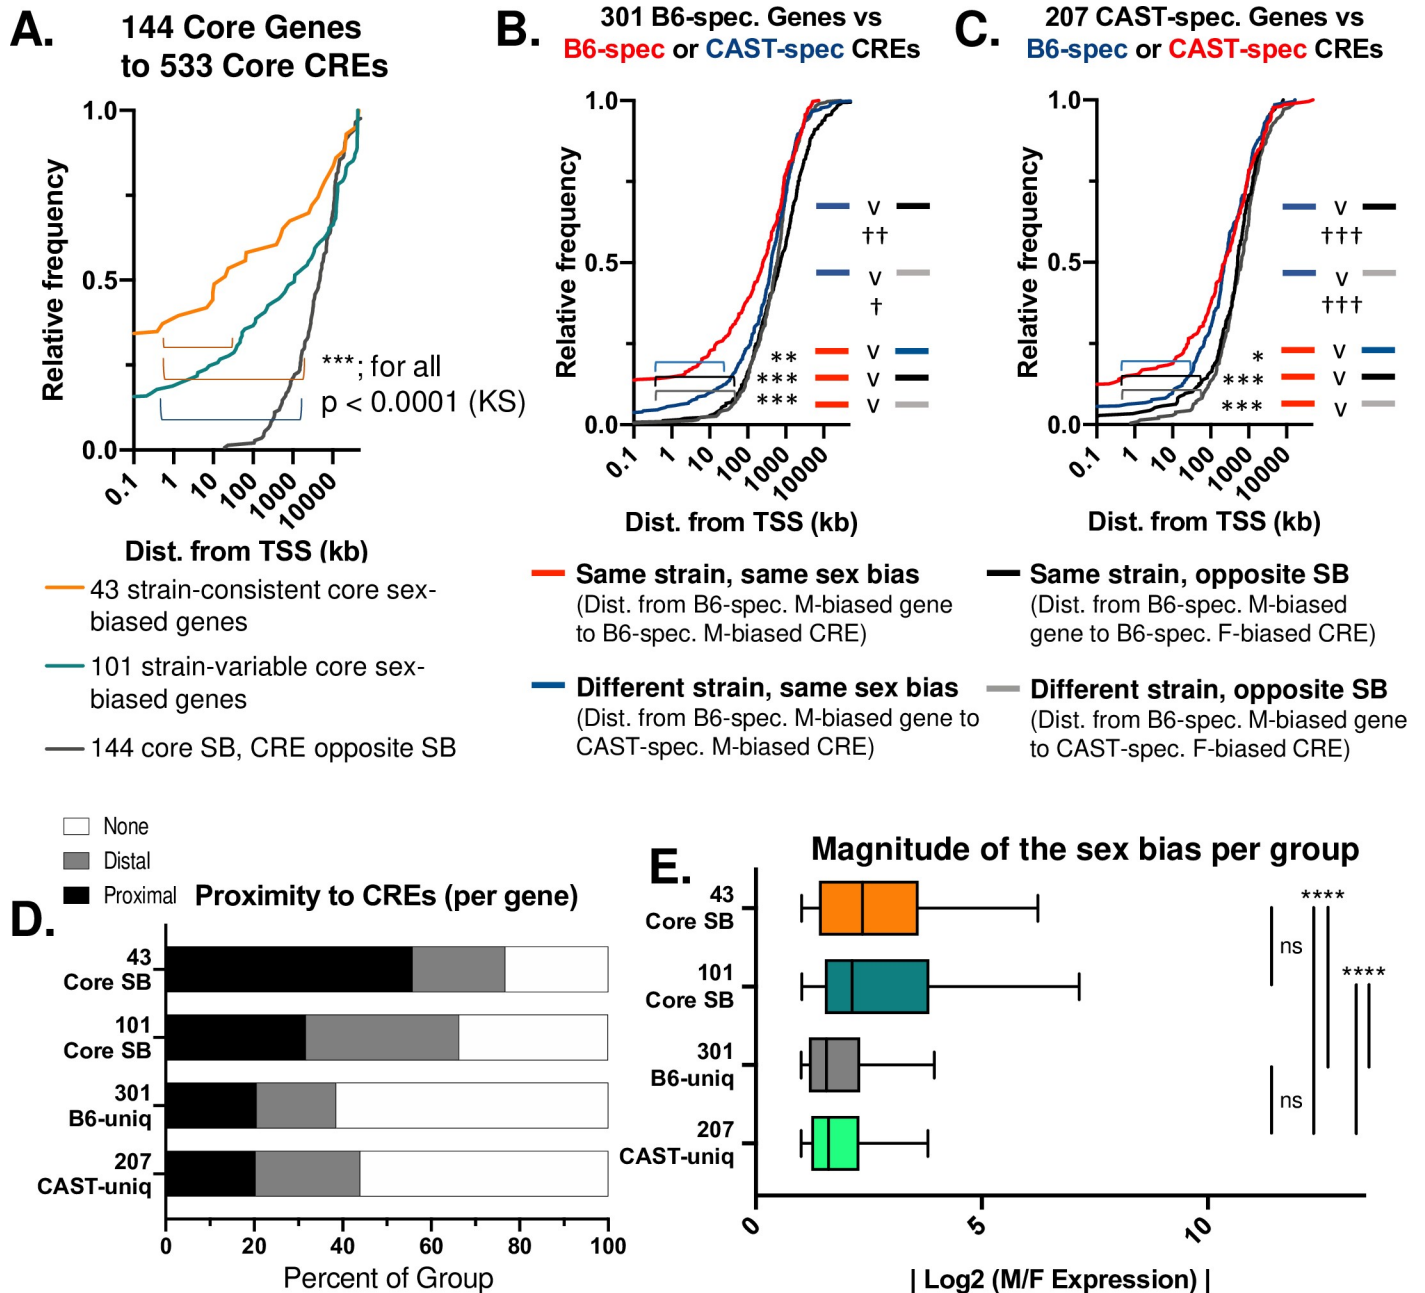 A.
144 Core Genes
to 533 Core CREs
1.0
0.5
0.0
Relative frequency
0.1
1
10
100
1000
10000
Dist. from TSS (kb)
***; for all
p < 0.0001 (KS)
43 strain-consistent core sex-
biased genes
101 strain-variable core sex-
biased genes
144 core SB, CRE opposite SB
B.
301 B6-spec. Genes vs
B6-spec or CAST-spec CREs
1.0
0.5
0.0
Relative frequency
v
††
v
†
** v
*** v
*** v
0.1
1
10
100
1000
10000
Dist. from TSS (kb)
C.
207 CAST-spec. Genes vs
B6-spec or CAST-spec CREs
1.0
0.5
0.0
Relative frequency
v
†††
v
†††
* v
*** v
*** v
0.1
1
10
100
1000
10000
Dist. from TSS (kb)
Same strain, same sex bias
(Dist. from B6-spec. M-biased gene
to B6-spec. M-biased CRE)
Different strain, same sex bias
(Dist. from B6-spec. M-biased gene to
CAST-spec. M-biased CRE)
Same strain, opposite SB
(Dist. from B6-spec. M-biased
gene to B6-spec. F-biased CRE)
Different strain, opposite SB
(Dist. from B6-spec. M-biased gene
to CAST-spec. F-biased CRE)
None
Distal
Proximal
D.
Proximity to CREs (per gene)
43
Core SB
101
Core SB
301
B6-uniq
207
CAST-uniq
0 20 40 60 80 100
Percent of Group
E.
Magnitude of the sex bias per group
43
Core SB
101
Core SB
301
B6-uniq
207
CAST-uniq
****
ns
****
ns
0
5
10
| Log2 (M/F Expression) |